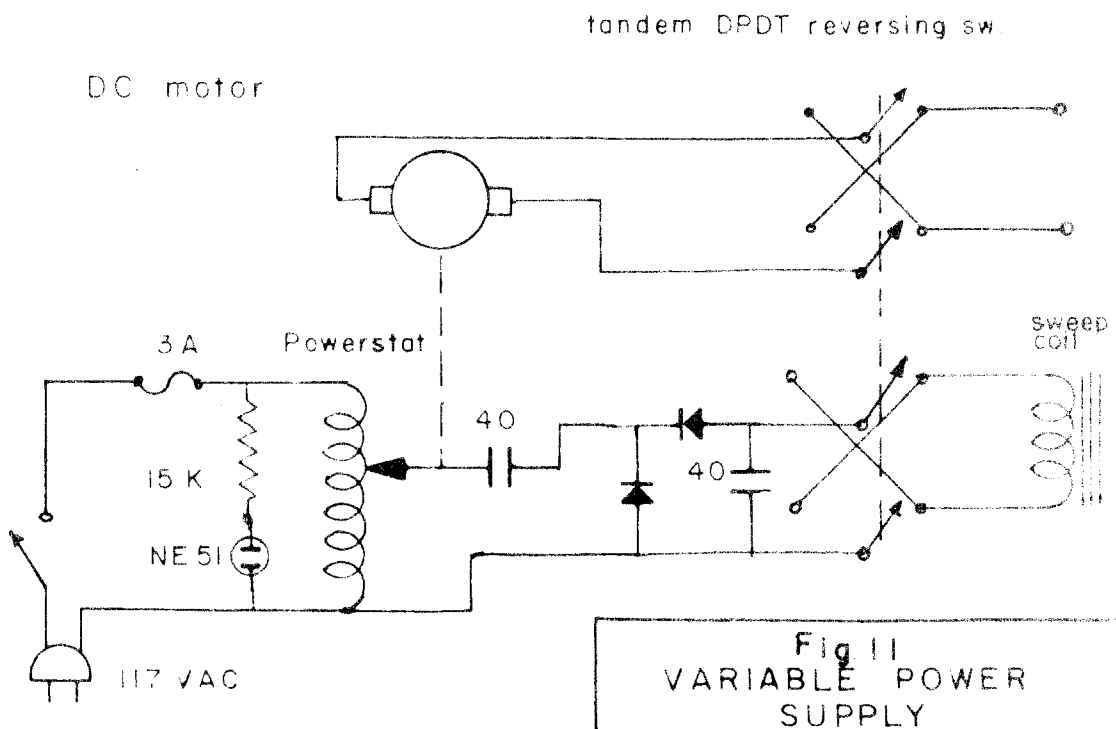 tandem DPDT reversing sw.
DC motor
sweep
coil
3A
Powerstat
40
15 K
40
NE 51
117 VAC
Fig 11
VARIABLE POWER
SUPPLY